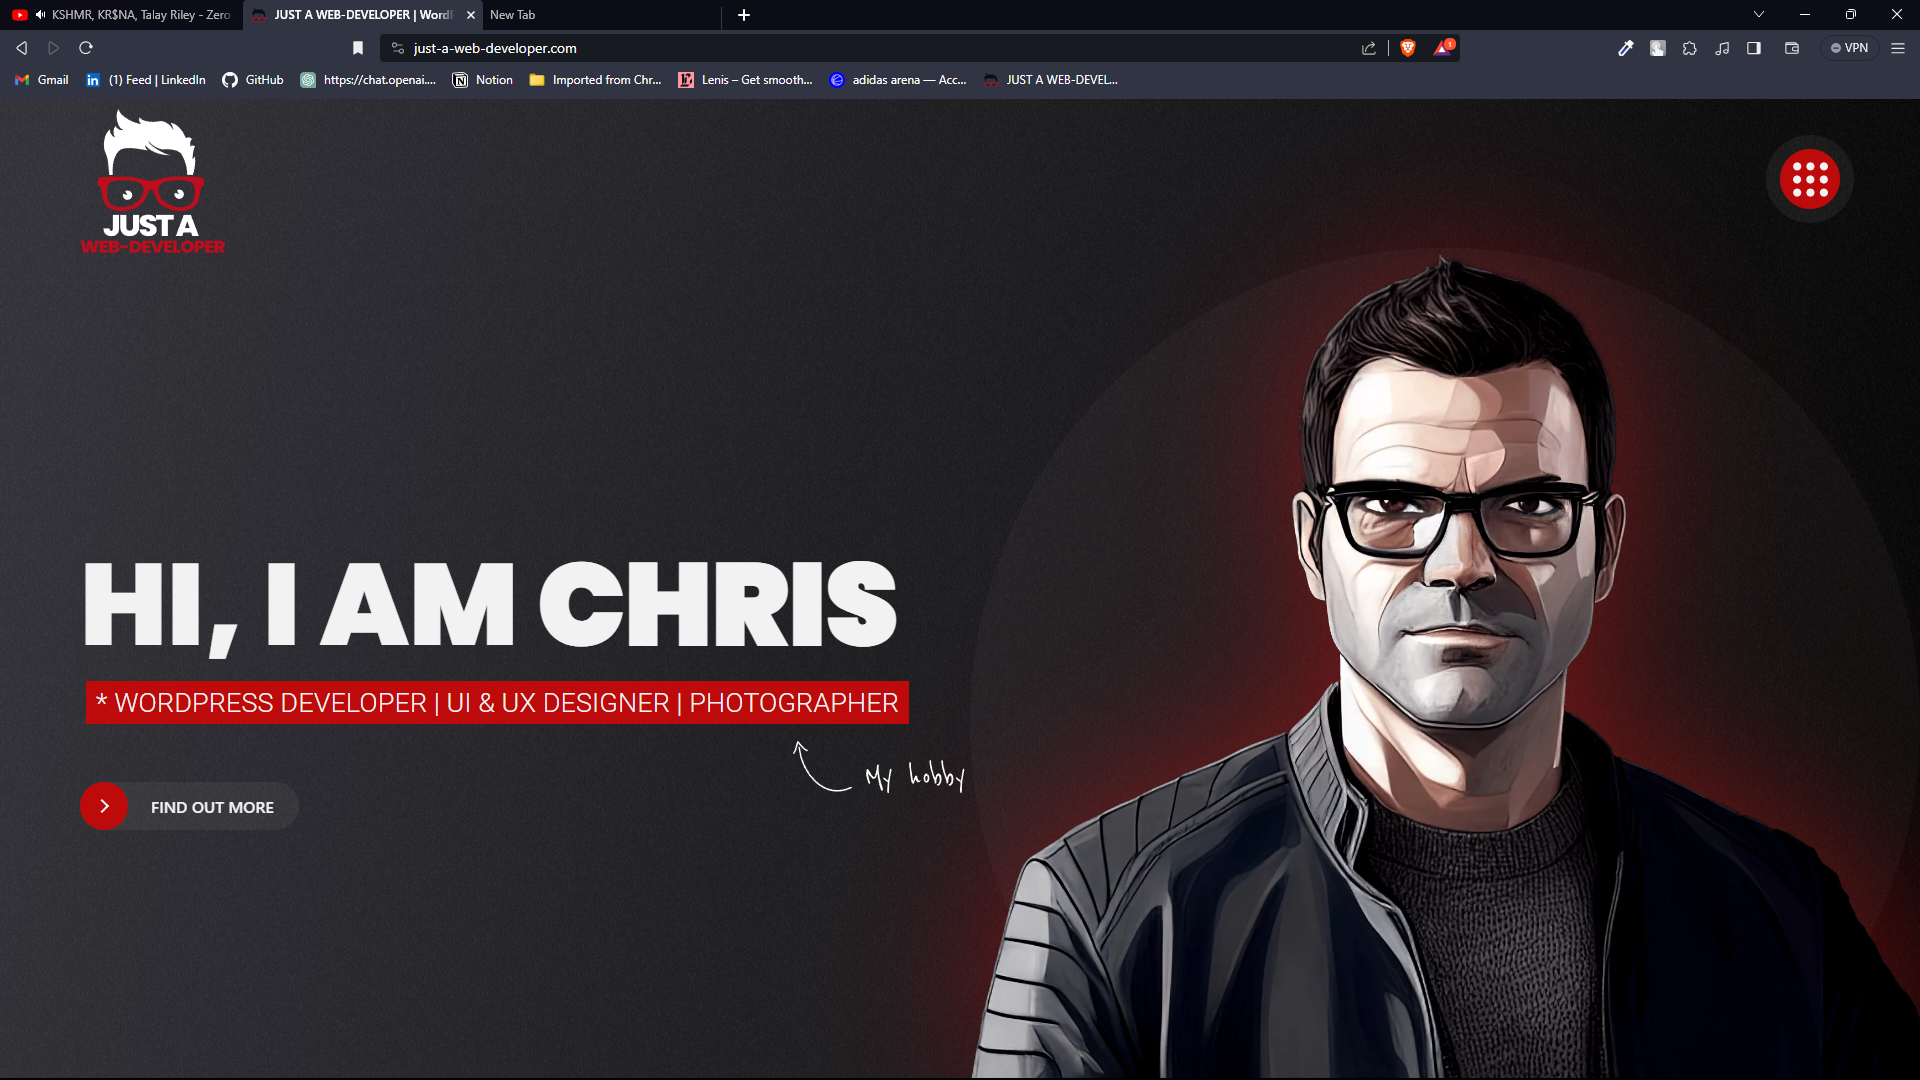 KSHMR, KR$NA, Talay Riley - Zero
JUST A WEB-DEVELOPER | Word
New Tab
just-a-web-developer.com
1
VPN
Gmail
(1) Feed | LinkedIn
GitHub
https://chat.openai....
Notion
Imported from Chr...
Lenis – Get smooth...
adidas arena — Acc...
JUST A WEB-DEVEL...
JUST A
WEB-DEVELOPER
HI, I AM CHRIS
* WORDPRESS DEVELOPER | UI & UX DESIGNER | PHOTOGRAPHER
My hobby
FIND OUT MORE